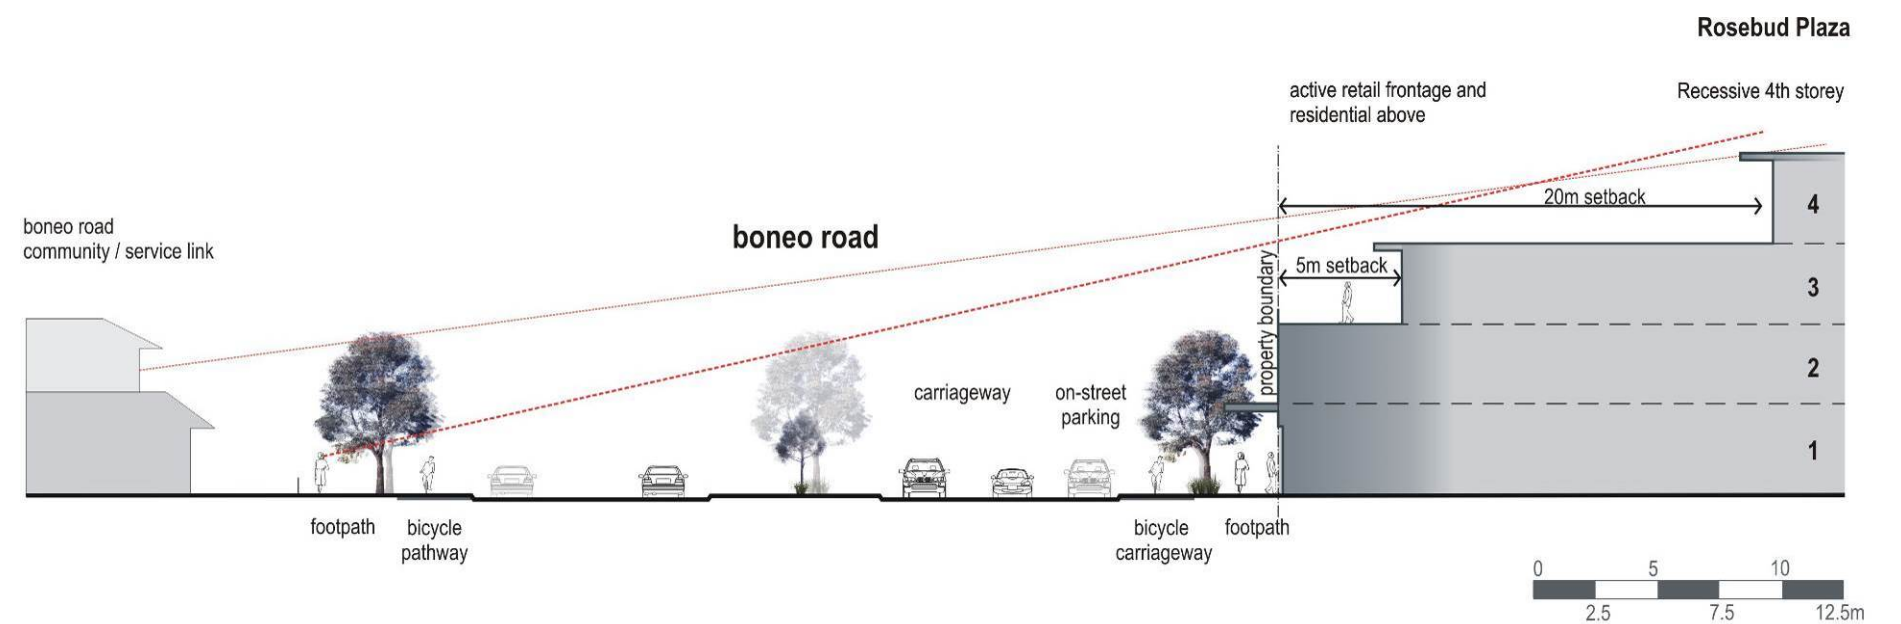 Rosebud Plaza
active retail frontage and
residential above
Recessive 4th storey
boneo road
community / service link
boneo road
20m setback
5m setback
property boundary
4
3
2
1
carriageway
on-street
parking
footpath
bicycle
pathway
bicycle
carriageway
footpath
0 5 10
2.5 7.5 12.5m